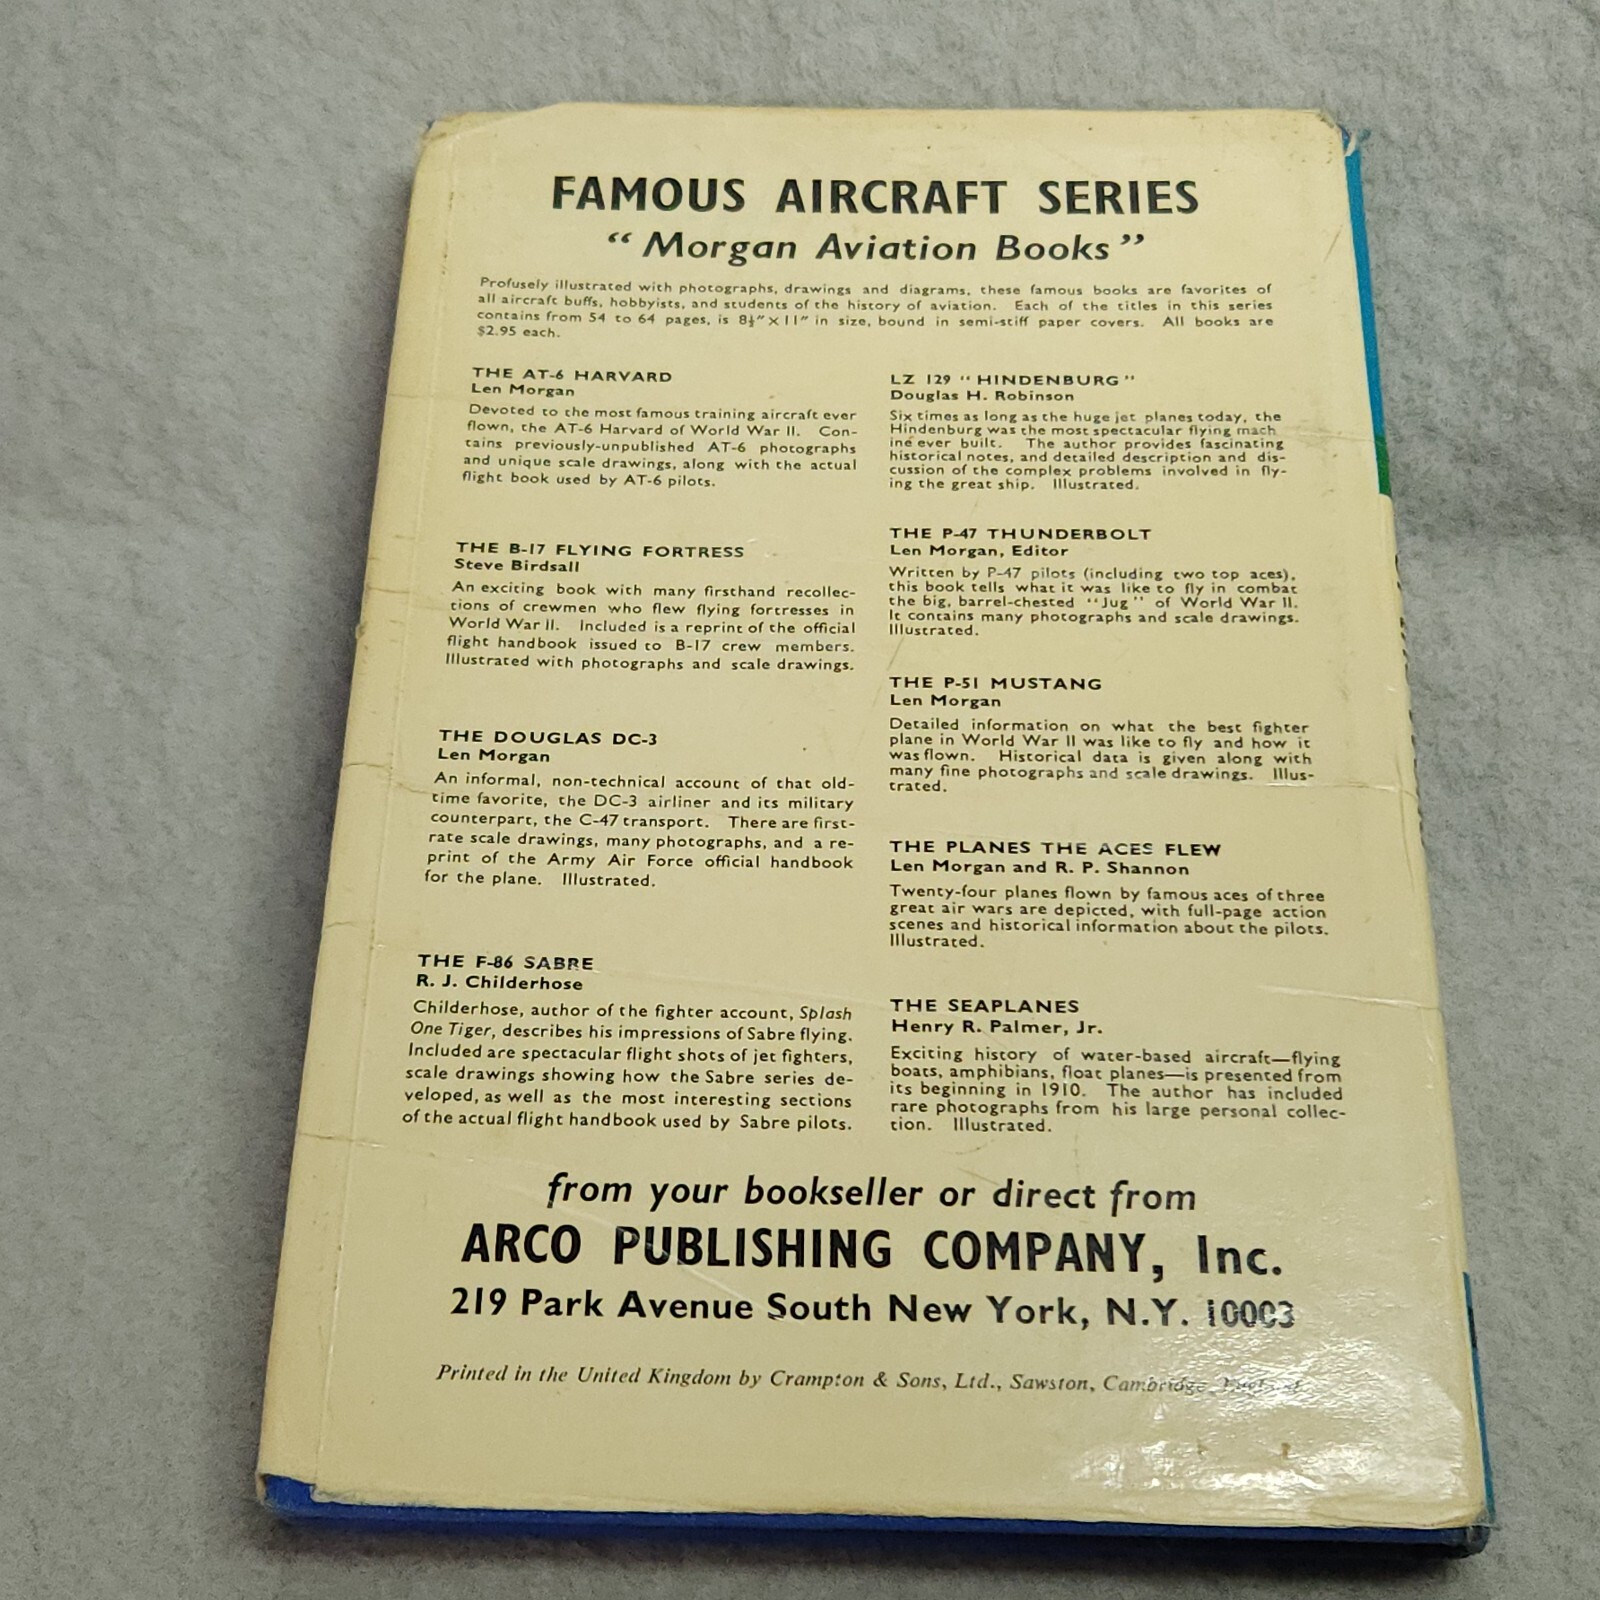 FAMOUS AIRCRAFT SERIES
“Morgan Aviation Books”
Profusely illustrated with photographs, drawings and diagrams, these famous books are favorites of
all aircraft buffs, hobbyists, and students of the history of aviation. Each of the titles in this series
contains from 54 to 64 pages, is 8½″ X 11″ in size, bound in semi-stiff paper covers. All books are
$2.95 each.
THE AT-6 HARVARD
Len Morgan
Devoted to the most famous training aircraft ever
flown, the AT-6 Harvard of World War II. Con-
tains previously-unpublished AT-6 photographs
and unique scale drawings, along with the actual
flight book used by AT-6 pilots.
THE B-17 FLYING FORTRESS
Steve Birdsall
An exciting book with many firsthand recollec-
tions of crewmen who flew flying fortresses in
World War II. Included is a reprint of the official
flight handbook issued to B-17 crew members.
Illustrated with photographs and scale drawings.
THE DOUGLAS DC-3
Len Morgan
An informal, non-technical account of that old-
time favorite, the DC-3 airliner and its military
counterpart, the C-47 transport. There are first-
rate scale drawings, many photographs, and a re-
print of the Army Air Force official handbook
for the plane. Illustrated.
THE F-86 SABRE
R. J. Childerhose
Childerhose, author of the fighter account, Splash
One Tiger, describes his impressions of Sabre flying.
Included are spectacular flight shots of jet fighters,
scale drawings showing how the Sabre series de-
veloped, as well as the most interesting sections
of the actual flight handbook used by Sabre pilots.
LZ 129 “HINDENBURG”
Douglas H. Robinson
Six times as long as the huge jet planes today, the
Hindenburg was the most spectacular flying mach
ine ever built. The author provides fascinating
historical notes, and detailed description and dis-
cussion of the complex problems involved in fly-
ing the great ship. Illustrated.
THE P-47 THUNDERBOLT
Len Morgan, Editor
Written by P-47 pilots (including two top aces),
this book tells what it was like to fly in combat
the big, barrel-chested “Jug” of World War II.
It contains many photographs and scale drawings.
Illustrated.
THE P-51 MUSTANG
Len Morgan
Detailed information on what the best fighter
plane in World War II was like to fly and how it
was flown. Historical data is given along with
many fine photographs and scale drawings. Illus-
trated.
THE PLANES THE ACES FLEW
Len Morgan and R. P. Shannon
Twenty-four planes flown by famous aces of three
great air wars are depicted, with full-page action
scenes and historical information about the pilots.
Illustrated.
THE SEAPLANES
Henry R. Palmer, Jr.
Exciting history of water-based aircraft—flying
boats, amphibians, float planes—is presented from
its beginning in 1910. The author has included
rare photographs from his large personal collec-
tion. Illustrated.
from your bookseller or direct from
ARCO PUBLISHING COMPANY, Inc.
219 Park Avenue South New York, N.Y. 10003
Printed in the United Kingdom by Crampton & Sons, Ltd., Sawston, Cambridge, England